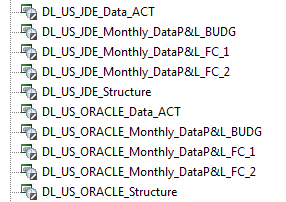 DL_US_JDE_Data_ACT
DL_US_JDE_Monthly_DataP&L_BUDG
DL_US_JDE_Monthly_DataP&L_FC_1
DL_US_JDE_Monthly_DataP&L_FC_2
DL_US_JDE_Structure
DL_US_ORACLE_Data_ACT
DL_US_ORACLE_Monthly_DataP&L_BUDG
DL_US_ORACLE_Monthly_DataP&L_FC_1
DL_US_ORACLE_Monthly_DataP&L_FC_2
DL_US_ORACLE_Structure